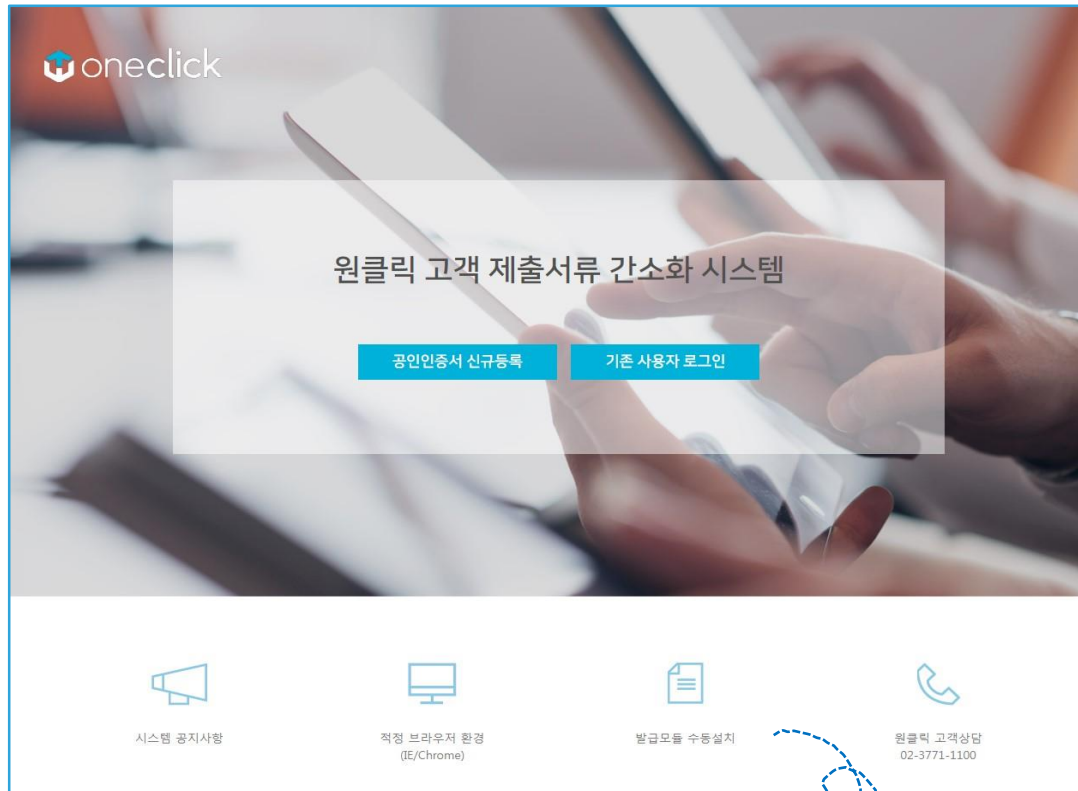 oneclick
원클릭 고객 제출서류 간소화 시스템
공인인증서 신규등록
기존 사용자 로그인
시스템 공지사항
적정 브라우저 환경
(IE/Chrome)
발급모듈 수동설치
원클릭 고객상담
02-3771-1100